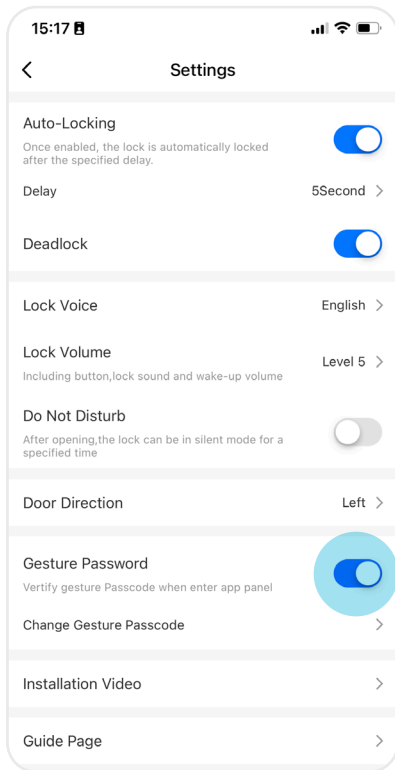 15:17
Settings
Auto-Locking
Once enabled, the lock is automatically locked
after the specified delay.
Delay 5Second
Deadlock
Lock Voice English
Lock Volume
Including button,lock sound and wake-up volume
Level 5
Do Not Disturb
After opening,the lock can be in silent mode for a
specified time
Door Direction Left
Gesture Password
Vertify gesture Passcode when enter app panel
Change Gesture Passcode
Installation Video
Guide Page